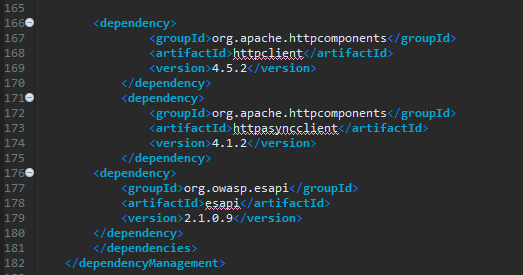 165
166 <dependency>
167 <groupId>org.apache.httpcomponents</groupId>
168 <artifactId>httpclient</artifactId>
169 <version>4.5.2</version>
170 </dependency>
171 <dependency>
172 <groupId>org.apache.httpcomponents</groupId>
173 <artifactId>httpasyncclient</artifactId>
174 <version>4.1.2</version>
175 </dependency>
176 <dependency>
177 <groupId>org.owasp.esapi</groupId>
178 <artifactId>esapi</artifactId>
179 <version>2.1.0.9</version>
180 </dependency>
181 </dependencies>
182 </dependencyManagement>